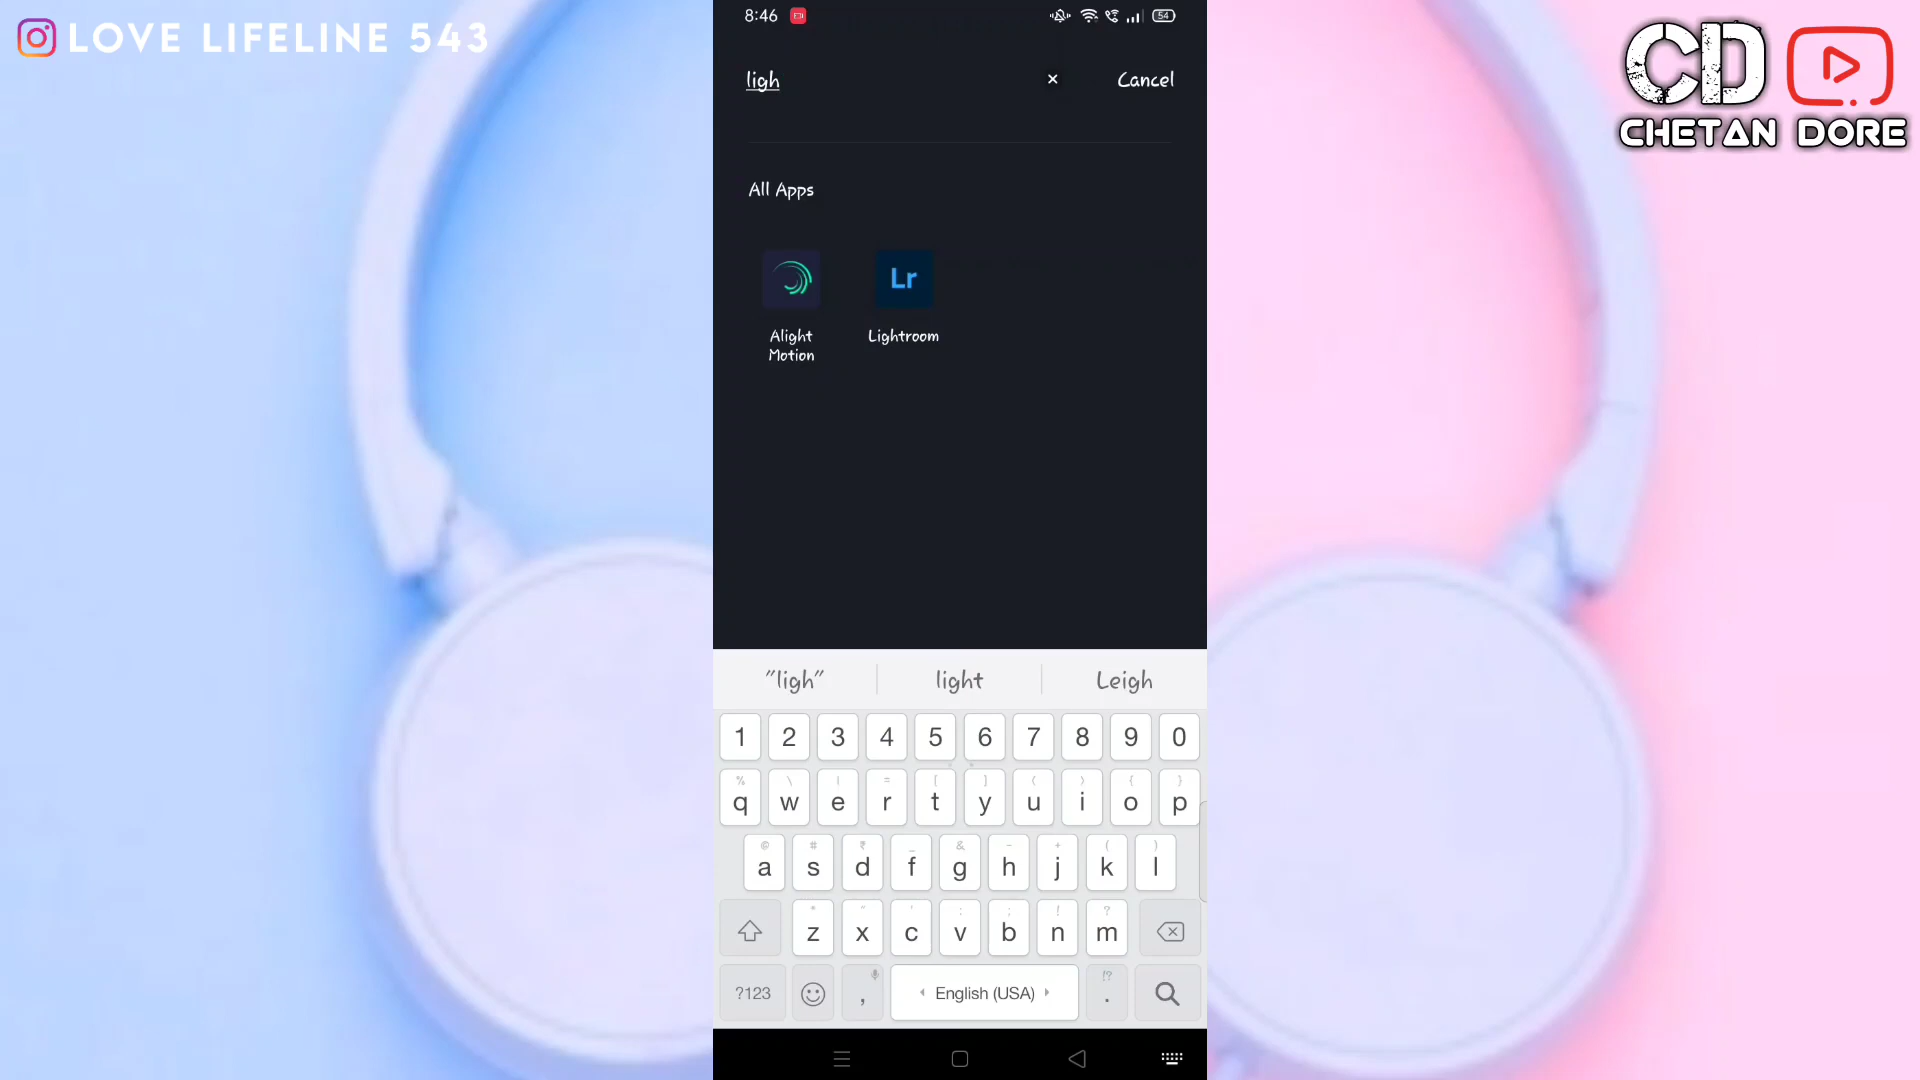 LOVE LIFELINE 543
CD
CHETAN DORE
8:46
54
ligh
Cancel
All Apps
Lr
Alight
Motion
Lightroom
"ligh" light Leigh
1 2 3 4 5 6 7 8 9 0
% \ | = [ ] ( ) { }
q w e r t y u i o p
@ # ₹ _ & - + ( )
a s d f g h j k l
* " ' : ; ! ?
z x c v b n m
!?
?123 , English (USA) .